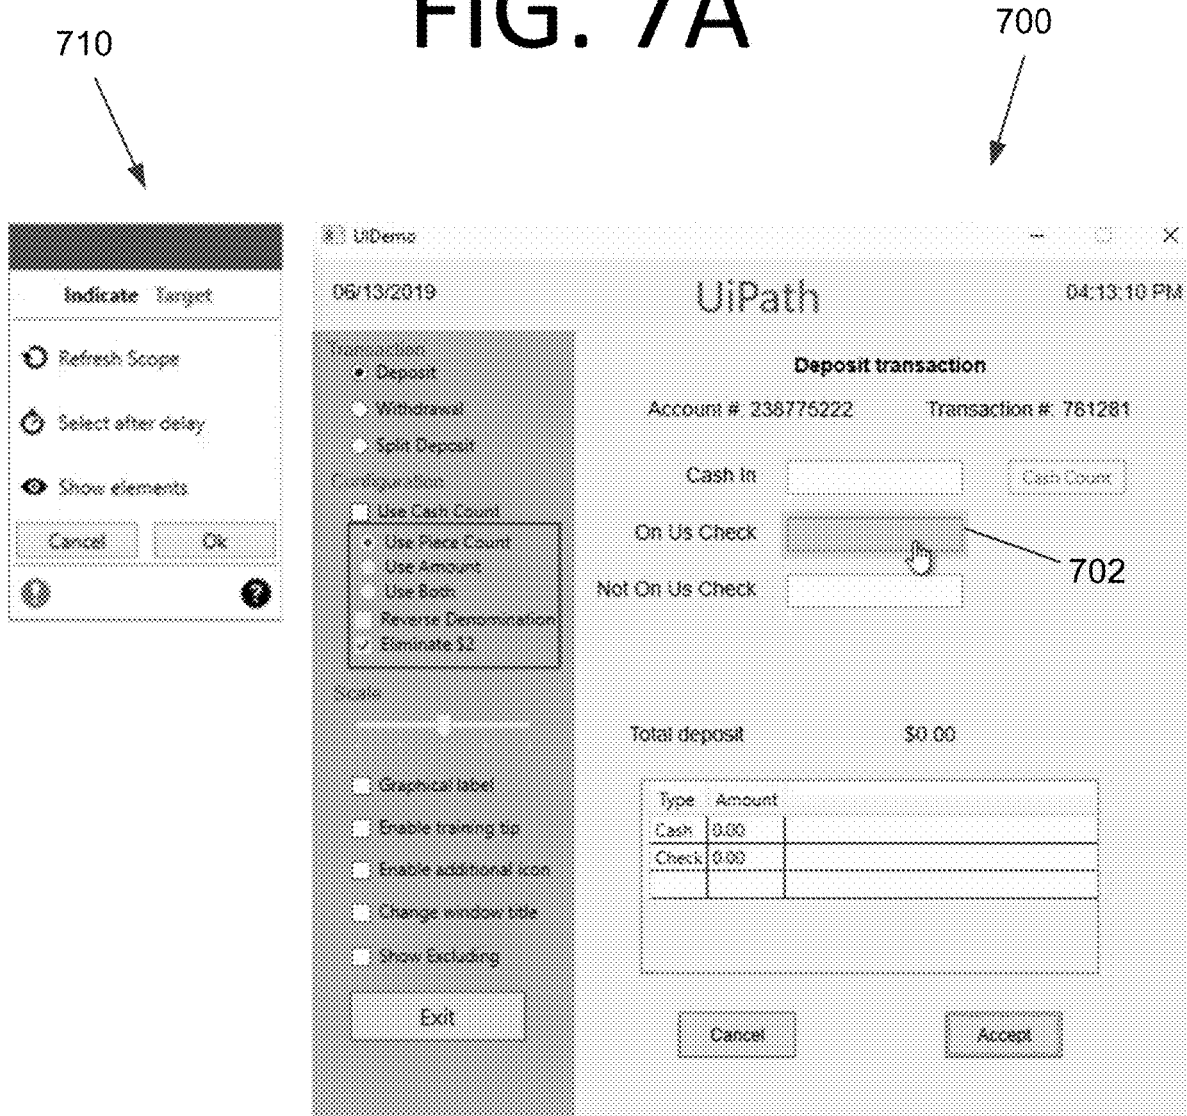 FIG. 7A
710
700
UiDemo
Indicate Target
Refresh Scope
Select after delay
Show elements
Cancel Ok
06/13/2019 UiPath 04:13:10 PM
Transaction
Deposit
Withdrawal
Split Deposit
Configuration
Use Cash Count
Use Piece Count
Use Amount
Use Both
Reverse Denomination
Eliminate $2
Scale
Graphical label
Enable training tip
Enable additional icon
Change window title
Show Excluding
Exit
Deposit transaction
Account #: 238775222 Transaction #: 781281
Cash In Cash Count
On Us Check
702
Not On Us Check
Total deposit $0.00
Type Amount
Cash 0.00
Check 0.00
Cancel Accept